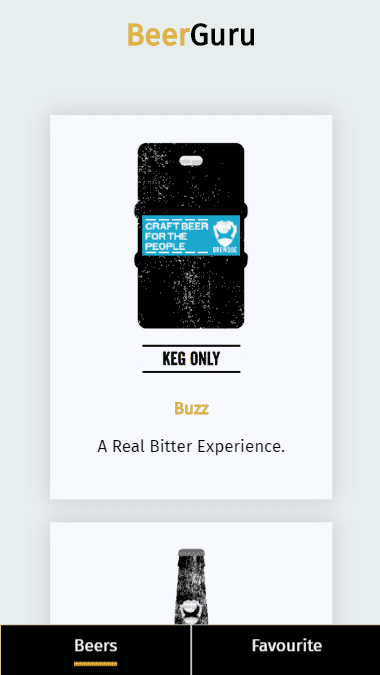 BeerGuru
CRAFT BEER
FOR THE
PEOPLE
BREWDOG
KEG ONLY
Buzz
A Real Bitter Experience.
Beers
Favourite